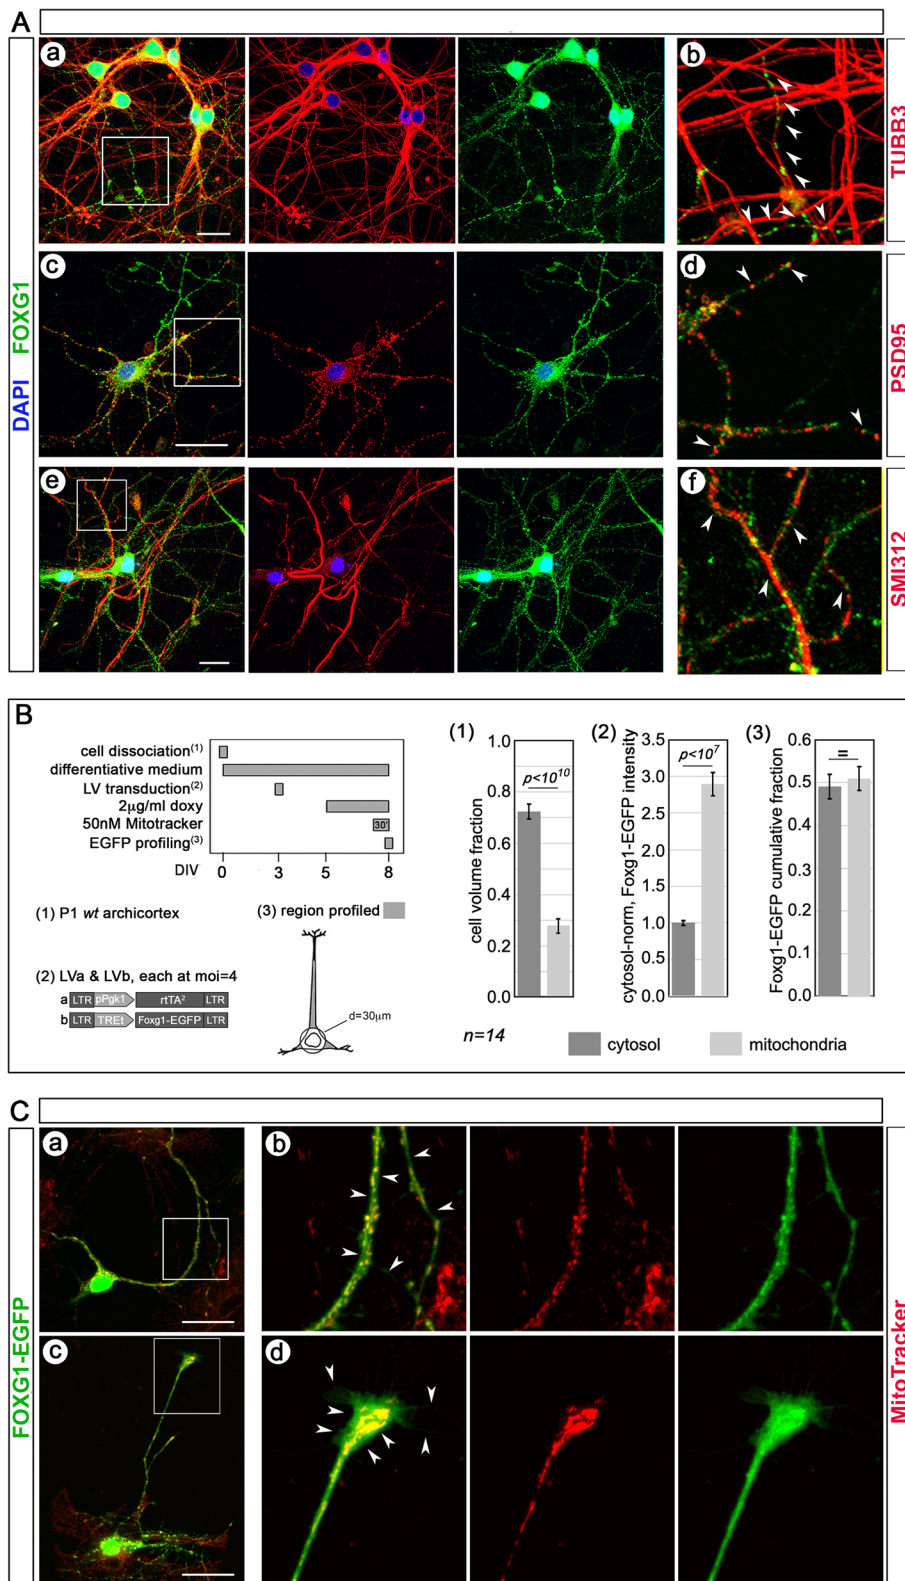 A
DAPI FOXG1
a
b
TUBB3
c
d
PSD95
e
f
SMI312
B
cell dissociation(1)
differentiative medium
LV transduction(2)
2µg/ml doxy
50nM Mitotracker
30'
EGFP profiling(3)
DIV 0 3 5 8
(1) P1 wt archicortex
(3) region profiled
(2) LVa & LVb, each at moi=4
a LTR pPgk1 rtTA2 LTR
b LTR TREt Foxg1-EGFP LTR
d=30µm
(1)
cell volume fraction
1.0
0.8
0.6
0.4
0.2
0.0
p<10^10
(2)
cytosol-norm, Foxg1-EGFP intensity
3.5
3.0
2.5
2.0
1.5
1.0
0.5
0.0
p<10^7
(3)
Foxg1-EGFP cumulative fraction
0.6
0.5
0.4
0.3
0.2
0.1
0.0
=
n=14
cytosol
mitochondria
C
FOXG1-EGFP
a
b
c
d
MitoTracker